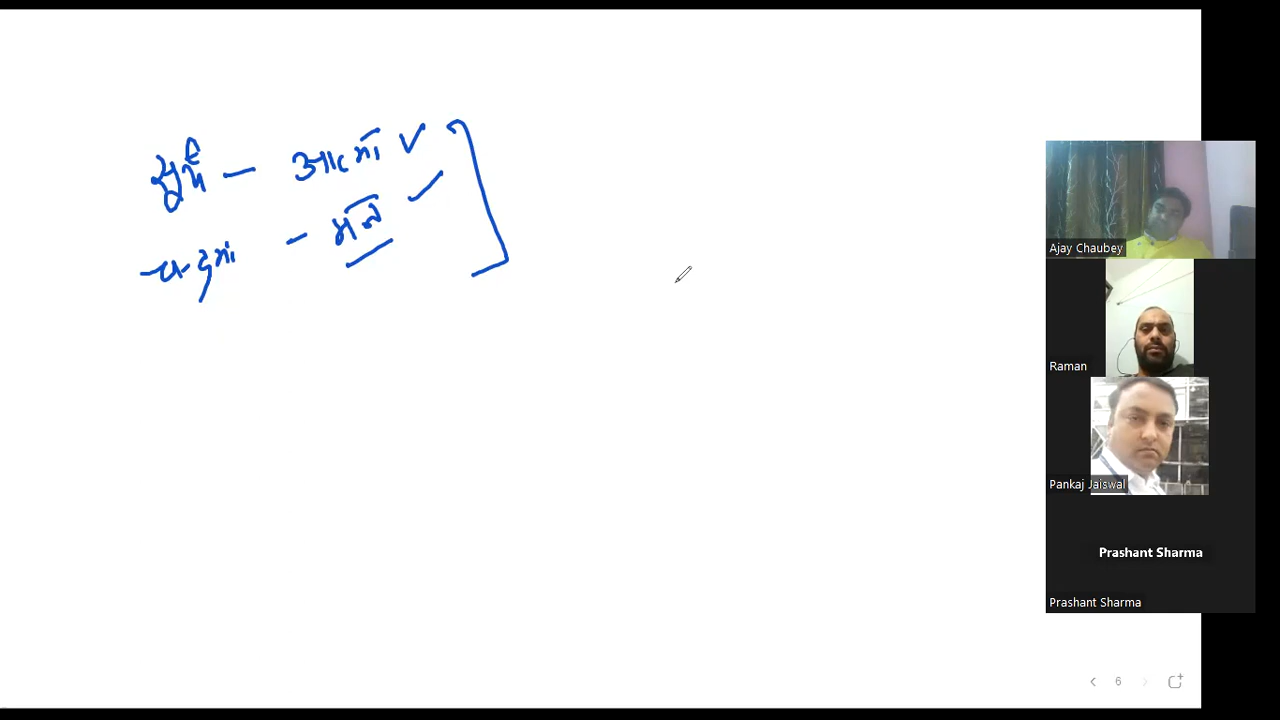 सूर्य - आत्मा ✓
चन्द्रमा - मन ✓
Ajay Chaubey
Raman
Pankaj Jaiswal
Prashant Sharma
Prashant Sharma
6